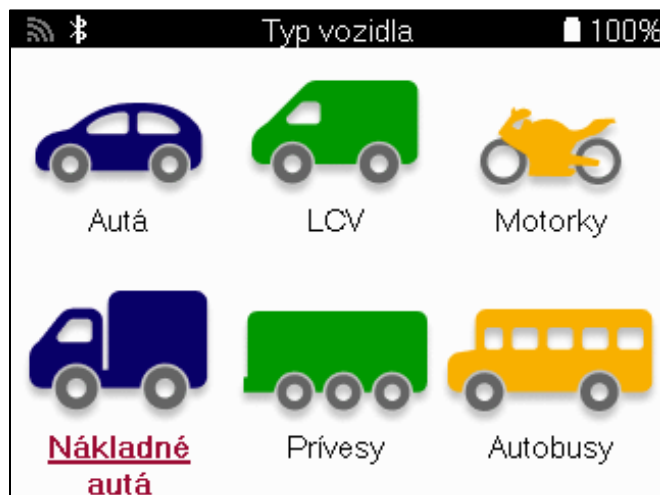 Typ vozidla 100%
Autá LCV Motorky
Nákladné Prívesy Autobusy
autá